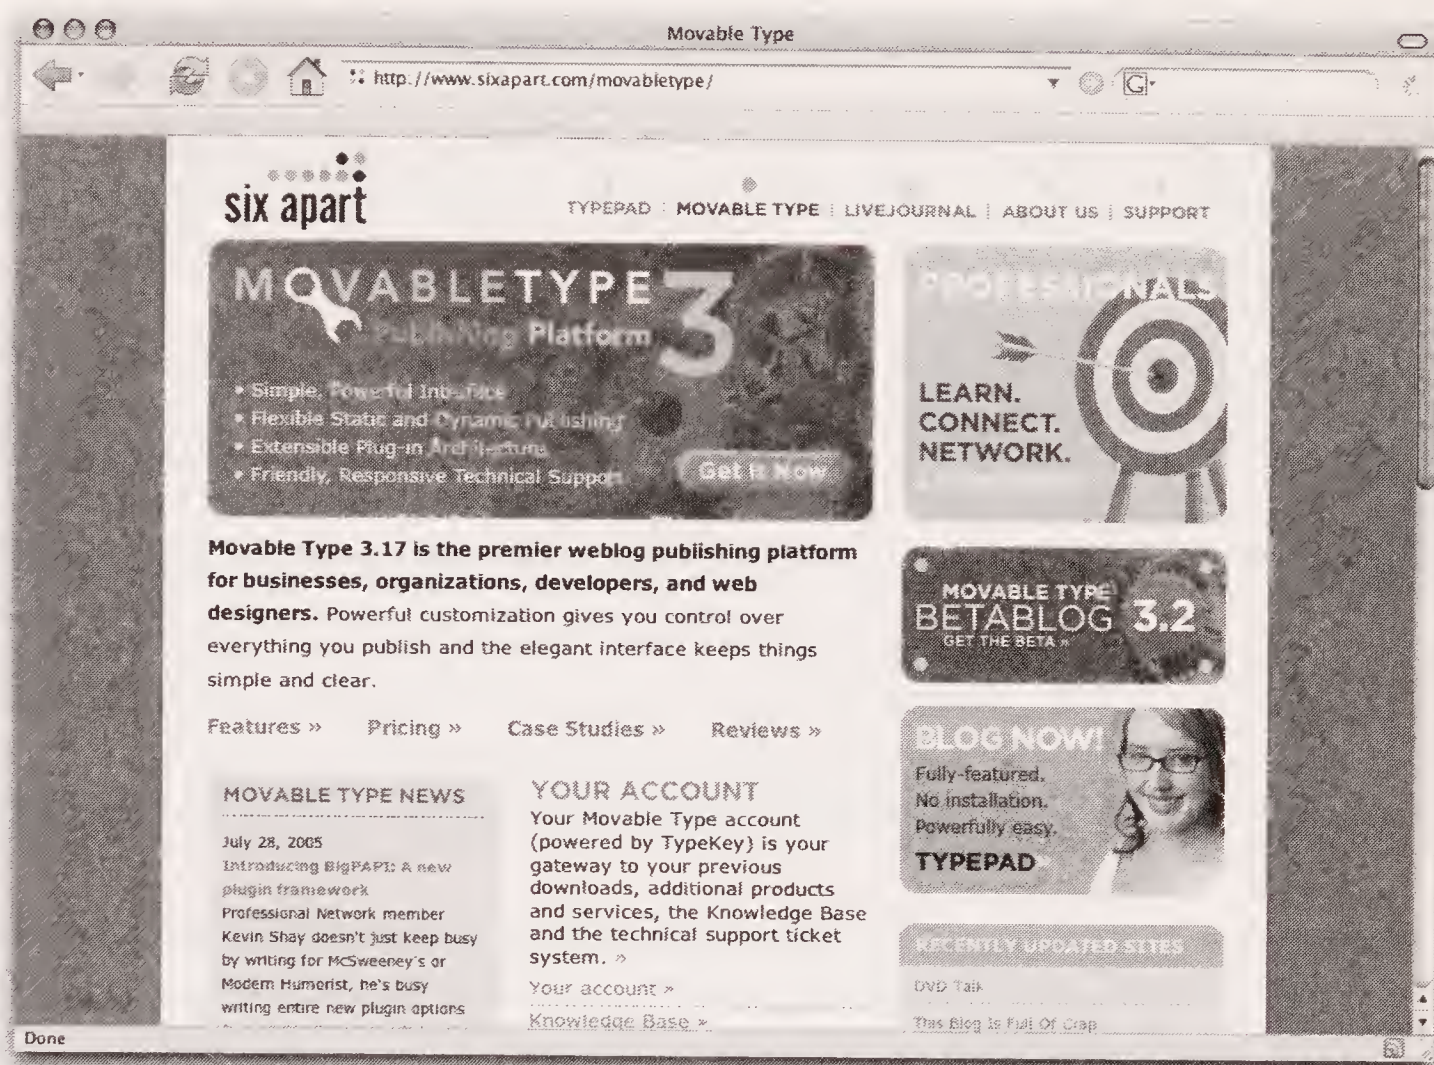 Movable Type
http://www.sixapart.com/movabletype/
G
six apart
TYPEPAD | MOVABLE TYPE | LIVEJOURNAL | ABOUT US | SUPPORT
MOVABLETYPE 3
Publishing Platform
• Simple, Powerful Interface
• Flexible Static and Dynamic Publishing
• Extensible Plug-in Architecture
• Friendly, Responsive Technical Support
Get It Now
PROFESSIONALS
LEARN.
CONNECT.
NETWORK.
Movable Type 3.17 is the premier weblog publishing platform
for businesses, organizations, developers, and web
designers. Powerful customization gives you control over
everything you publish and the elegant interface keeps things
simple and clear.
Features »
Pricing »
Case Studies »
Reviews »
MOVABLE TYPE
BETABLOG 3.2
GET THE BETA »
BLOG NOW!
Fully-featured.
No installation.
Powerfully easy.
TYPEPAD
MOVABLE TYPE NEWS
July 28, 2005
Introducing BigPAPI: A new
plugin framework
Professional Network member
Kevin Shay doesn't just keep busy
by writing for McSweeney's or
Modern Humorist, he's busy
writing entire new plugin options
YOUR ACCOUNT
Your Movable Type account
(powered by TypeKey) is your
gateway to your previous
downloads, additional products
and services, the Knowledge Base
and the technical support ticket
system. »
Your account »
Knowledge Base »
RECENTLY UPDATED SITES
DVD Talk
This Blog Is Full Of Crap
Done